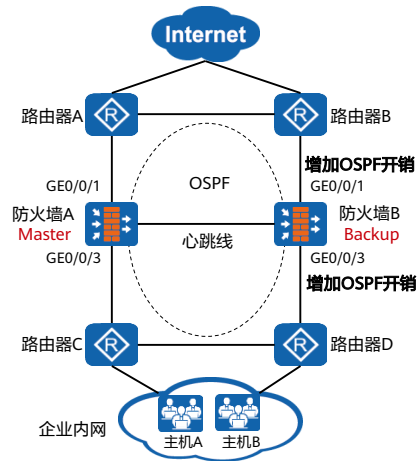 Internet
路由器A
路由器B
增加OSPF开销
GE0/0/1
OSPF
GE0/0/1
防火墙A
Master
防火墙B
Backup
心跳线
GE0/0/3
GE0/0/3
增加OSPF开销
路由器C
路由器D
企业内网
主机A
主机B